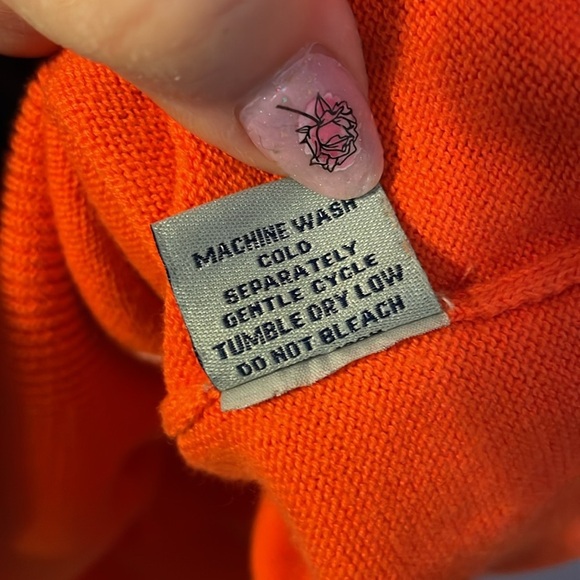 MACHINE WASH
COLD
SEPARATELY
GENTLE CYCLE
TUMBLE DRY LOW
DO NOT BLEACH